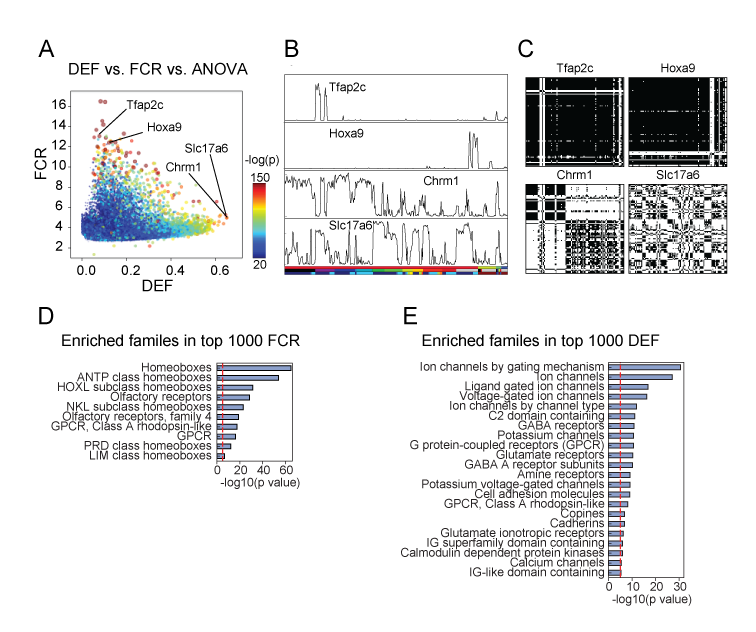 A
DEF vs. FCR vs. ANOVA
FCR
16
14
12
10
8
6
4
2
0.0
0.2
0.4
0.6
DEF
Tfap2c
Hoxa9
Slc17a6
Chrm1
-log(p)
150
20
B
Tfap2c
Hoxa9
Chrm1
Slc17a6
C
Tfap2c
Hoxa9
Chrm1
Slc17a6
D
Enriched familes in top 1000 FCR
Homeoboxes
ANTP class homeoboxes
HOXL subclass homeoboxes
Olfactory receptors
NKL subclass homeoboxes
Olfactory receptors, family 4
GPCR, Class A rhodopsin-like
GPCR
PRD class homeoboxes
LIM class homeoboxes
0 20 40 60
-log10(p value)
E
Enriched familes in top 1000 DEF
Ion channels by gating mechanism
Ion channels
Ligand gated ion channels
Voltage-gated ion channels
Ion channels by channel type
C2 domain containing
GABA receptors
Potassium channels
G protein-coupled receptors (GPCR)
Glutamate receptors
GABA A receptor subunits
Amine receptors
Potassium voltage-gated channels
Cell adhesion molecules
GPCR, Class A rhodopsin-like
Copines
Cadherins
Glutamate ionotropic receptors
IG superfamily domain containing
Calmodulin dependent protein kinases
Calcium channels
IG-like domain containing
0 10 20 30
-log10(p value)